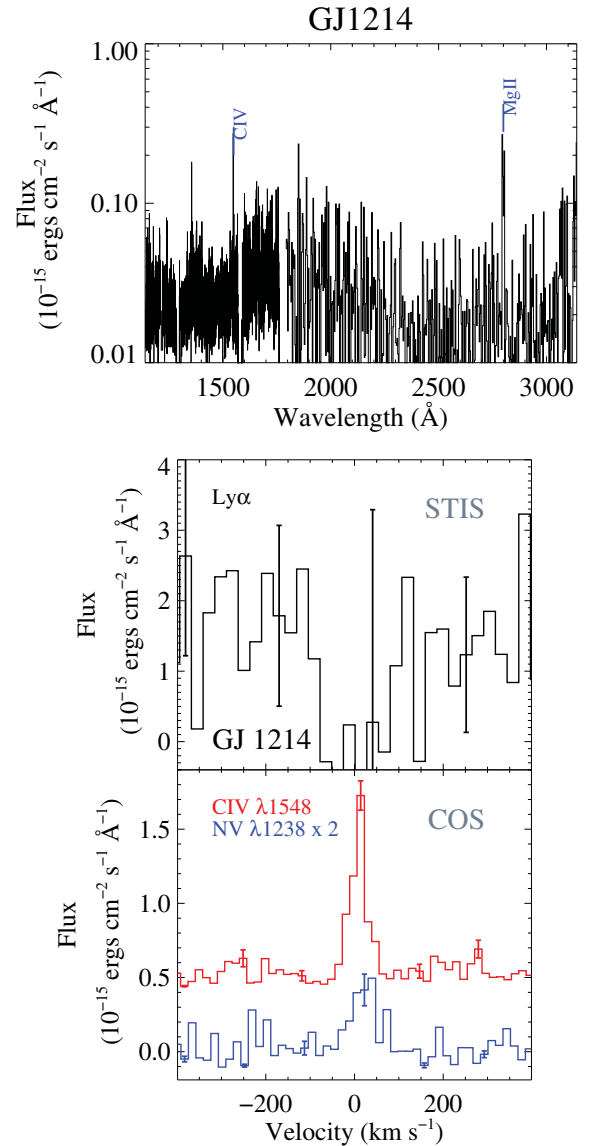 GJ1214
1.00
0.10
0.01
Flux
(10⁻¹⁵ ergs cm⁻² s⁻¹ Å⁻¹)
CIV
MgII
1500 2000 2500 3000
Wavelength (Å)
4
3
2
1
0
Flux
(10⁻¹⁵ ergs cm⁻² s⁻¹ Å⁻¹)
Lyα
STIS
GJ 1214
1.5
1.0
0.5
0.0
Flux
(10⁻¹⁵ ergs cm⁻² s⁻¹ Å⁻¹)
CIV λ1548
NV λ1238 x 2
COS
−200 0 200
Velocity (km s⁻¹)